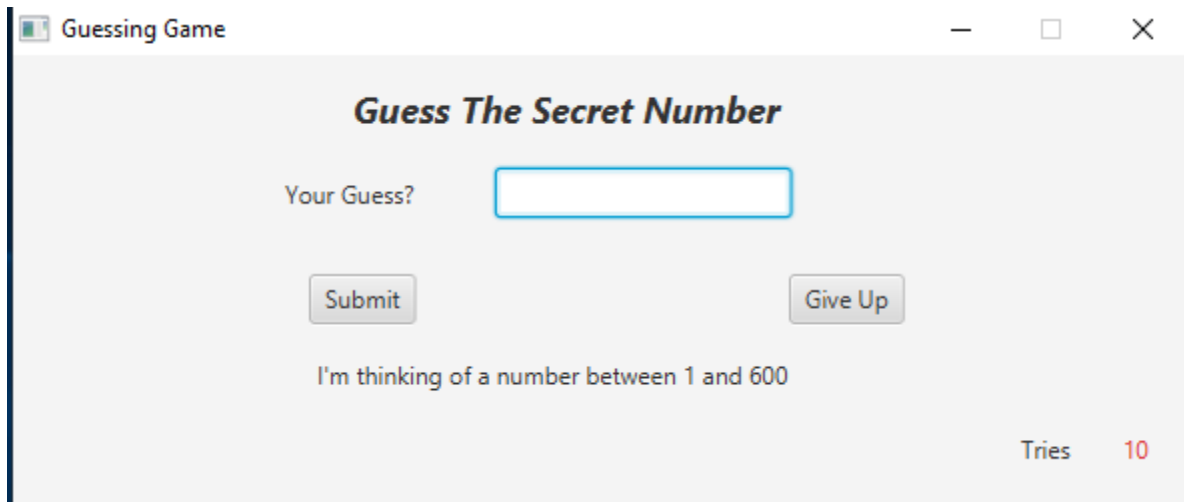 Guessing Game
Guess The Secret Number
Your Guess?
Submit Give Up
I'm thinking of a number between 1 and 600
Tries 10